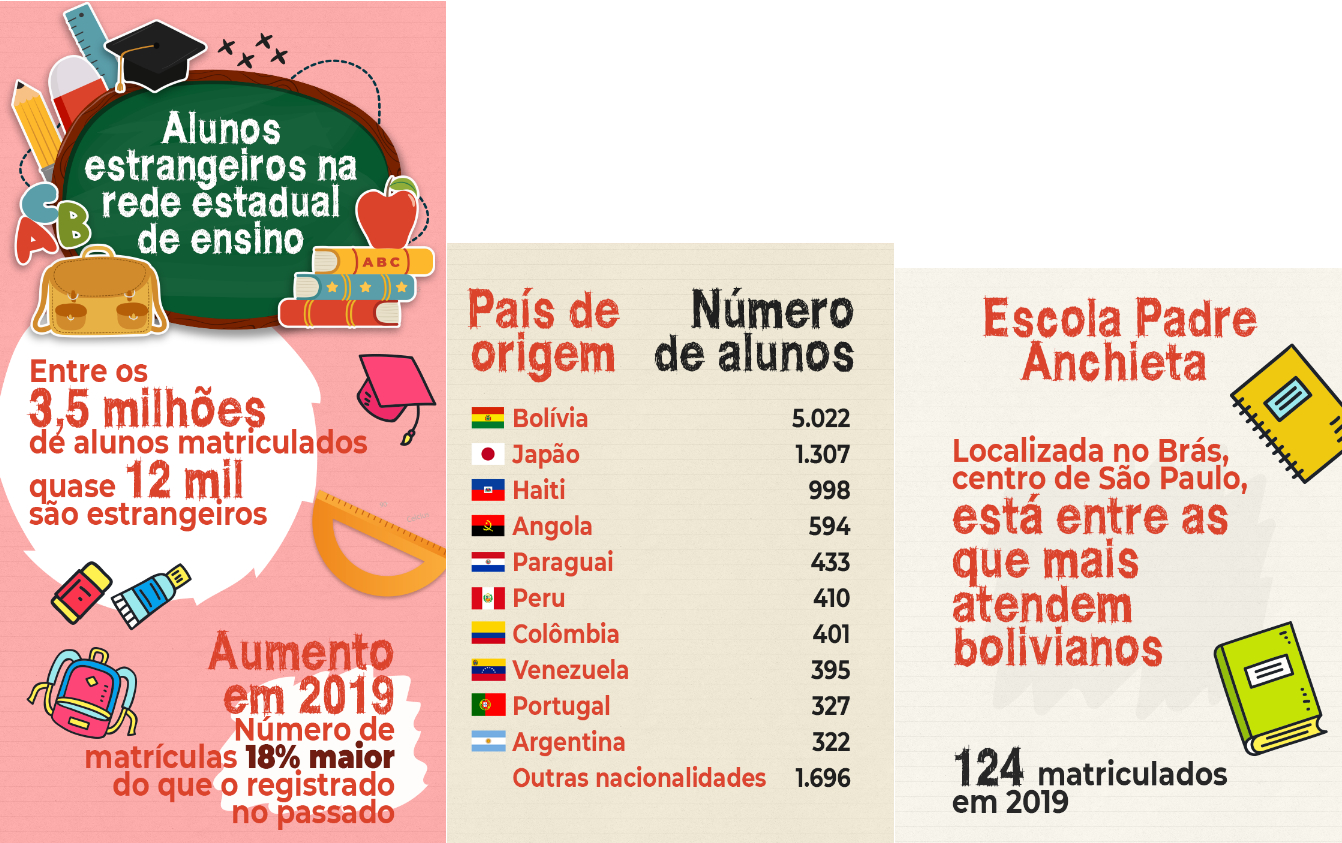 Alunos
estrangeiros na
rede estadual
de ensino
A
B
C
ABC
Entre os
3,5 milhões
de alunos matriculados
quase 12 mil
são estrangeiros
Aumento
em 2019
Número de
matrículas 18% maior
do que o registrado
no passado
País de origem
Número de alunos
Bolívia 5.022
Japão 1.307
Haiti 998
Angola 594
Paraguai 433
Peru 410
Colômbia 401
Venezuela 395
Portugal 327
Argentina 322
Outras nacionalidades 1.696
Escola Padre
Anchieta
Localizada no Brás,
centro de São Paulo,
está entre as
que mais
atendem
bolivianos
124 matriculados
em 2019